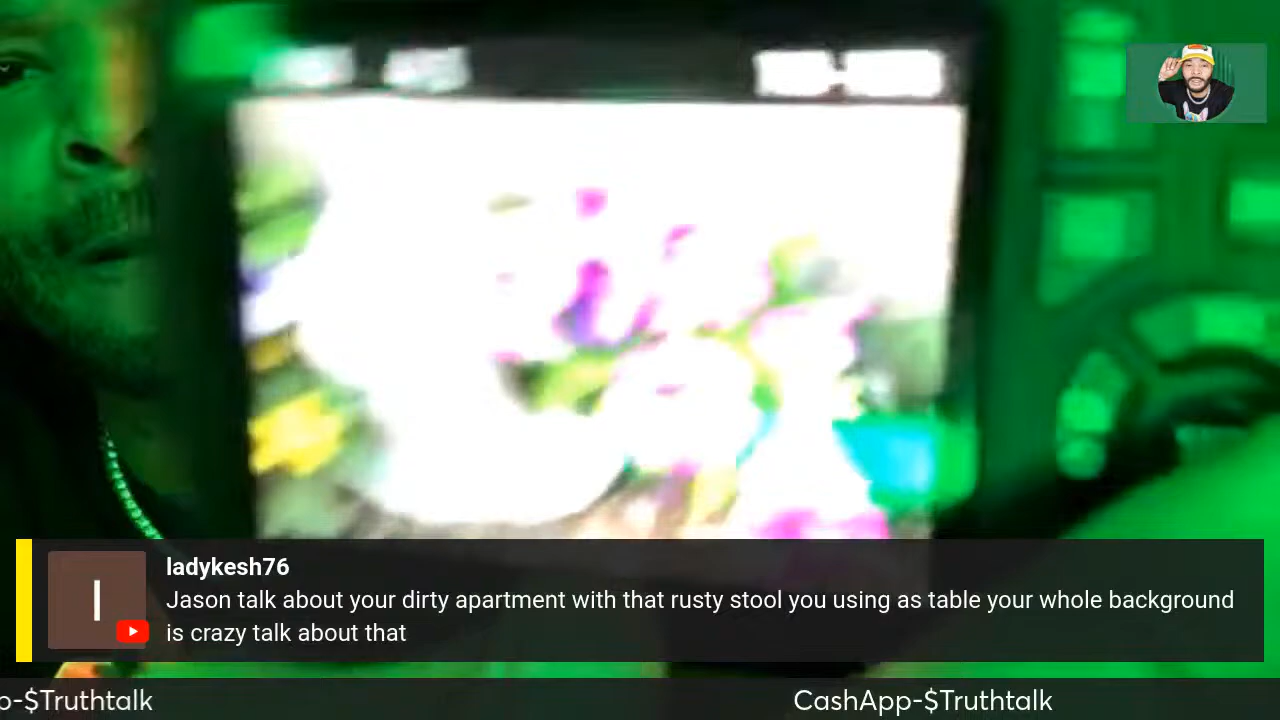 ladykesh76
Jason talk about your dirty apartment with that rusty stool you using as table your whole background
is crazy talk about that
p-$Truthtalk CashApp-$Truthtalk